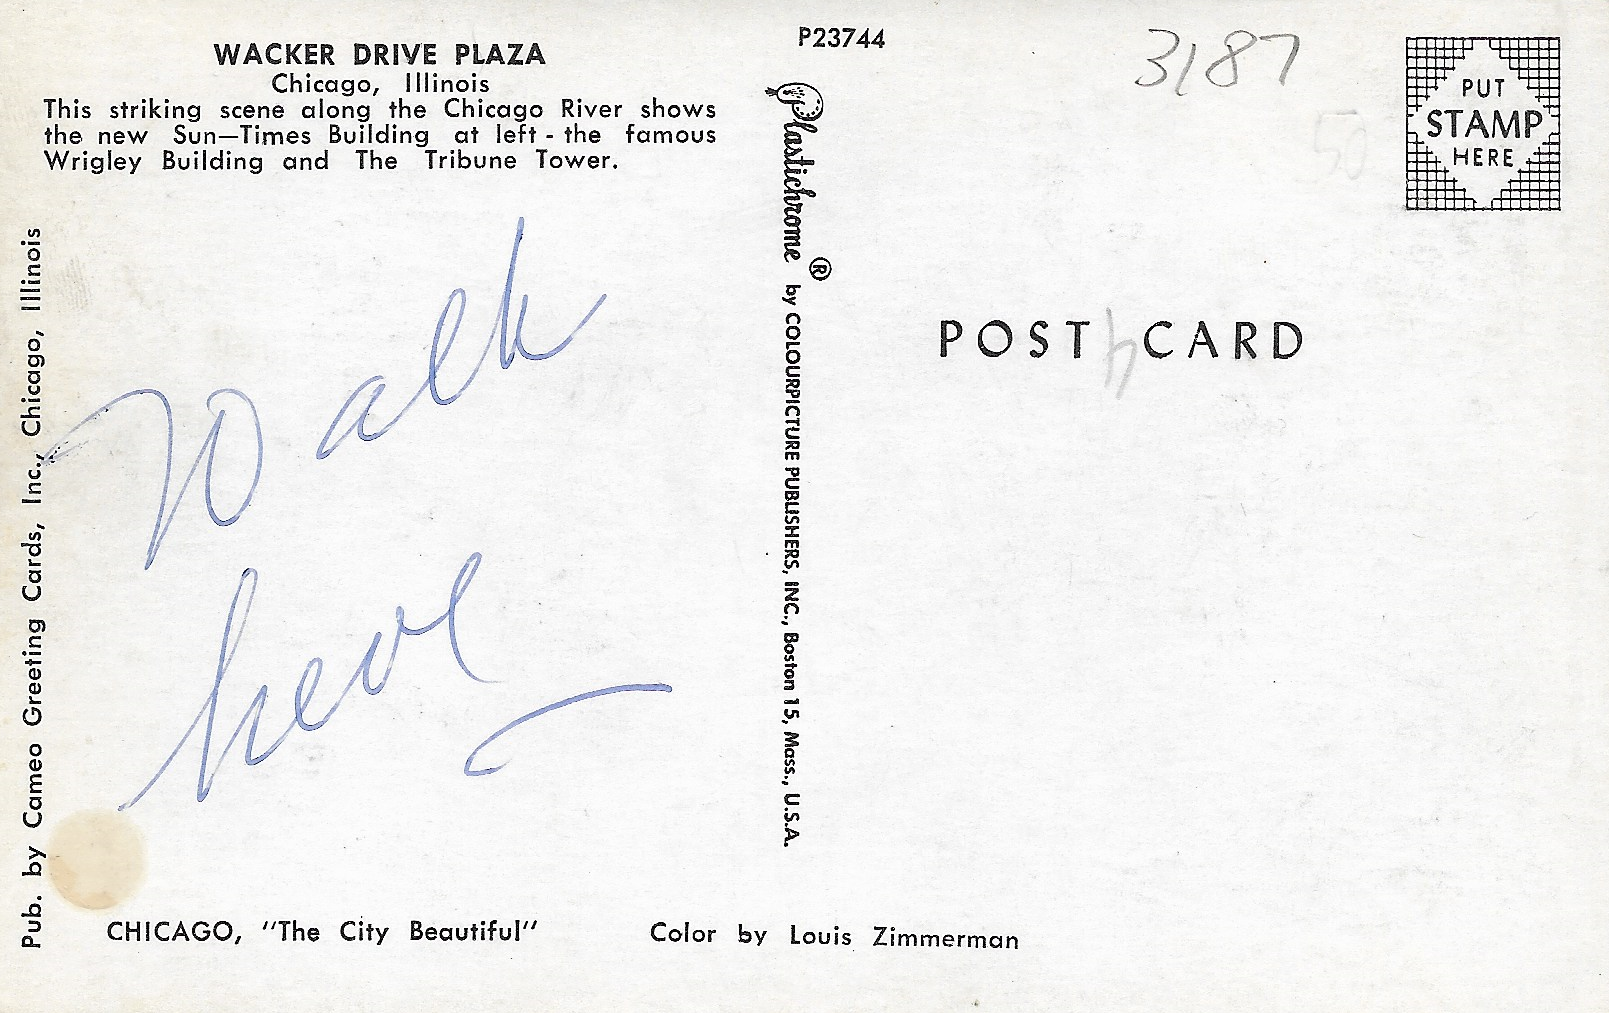 WACKER DRIVE PLAZA
Chicago, Illinois
This striking scene along the Chicago River shows
the new Sun—Times Building at left - the famous
Wrigley Building and The Tribune Tower.
Pub. by Cameo Greeting Cards, Inc., Chicago, Illinois
Walk
here
CHICAGO, "The City Beautiful"
Color by Louis Zimmerman
P23744
Plastichrome ® by COLOURPICTURE PUBLISHERS, INC., Boston 15, Mass., U.S.A.
3187
50
PUT
STAMP
HERE
POST CARD
4